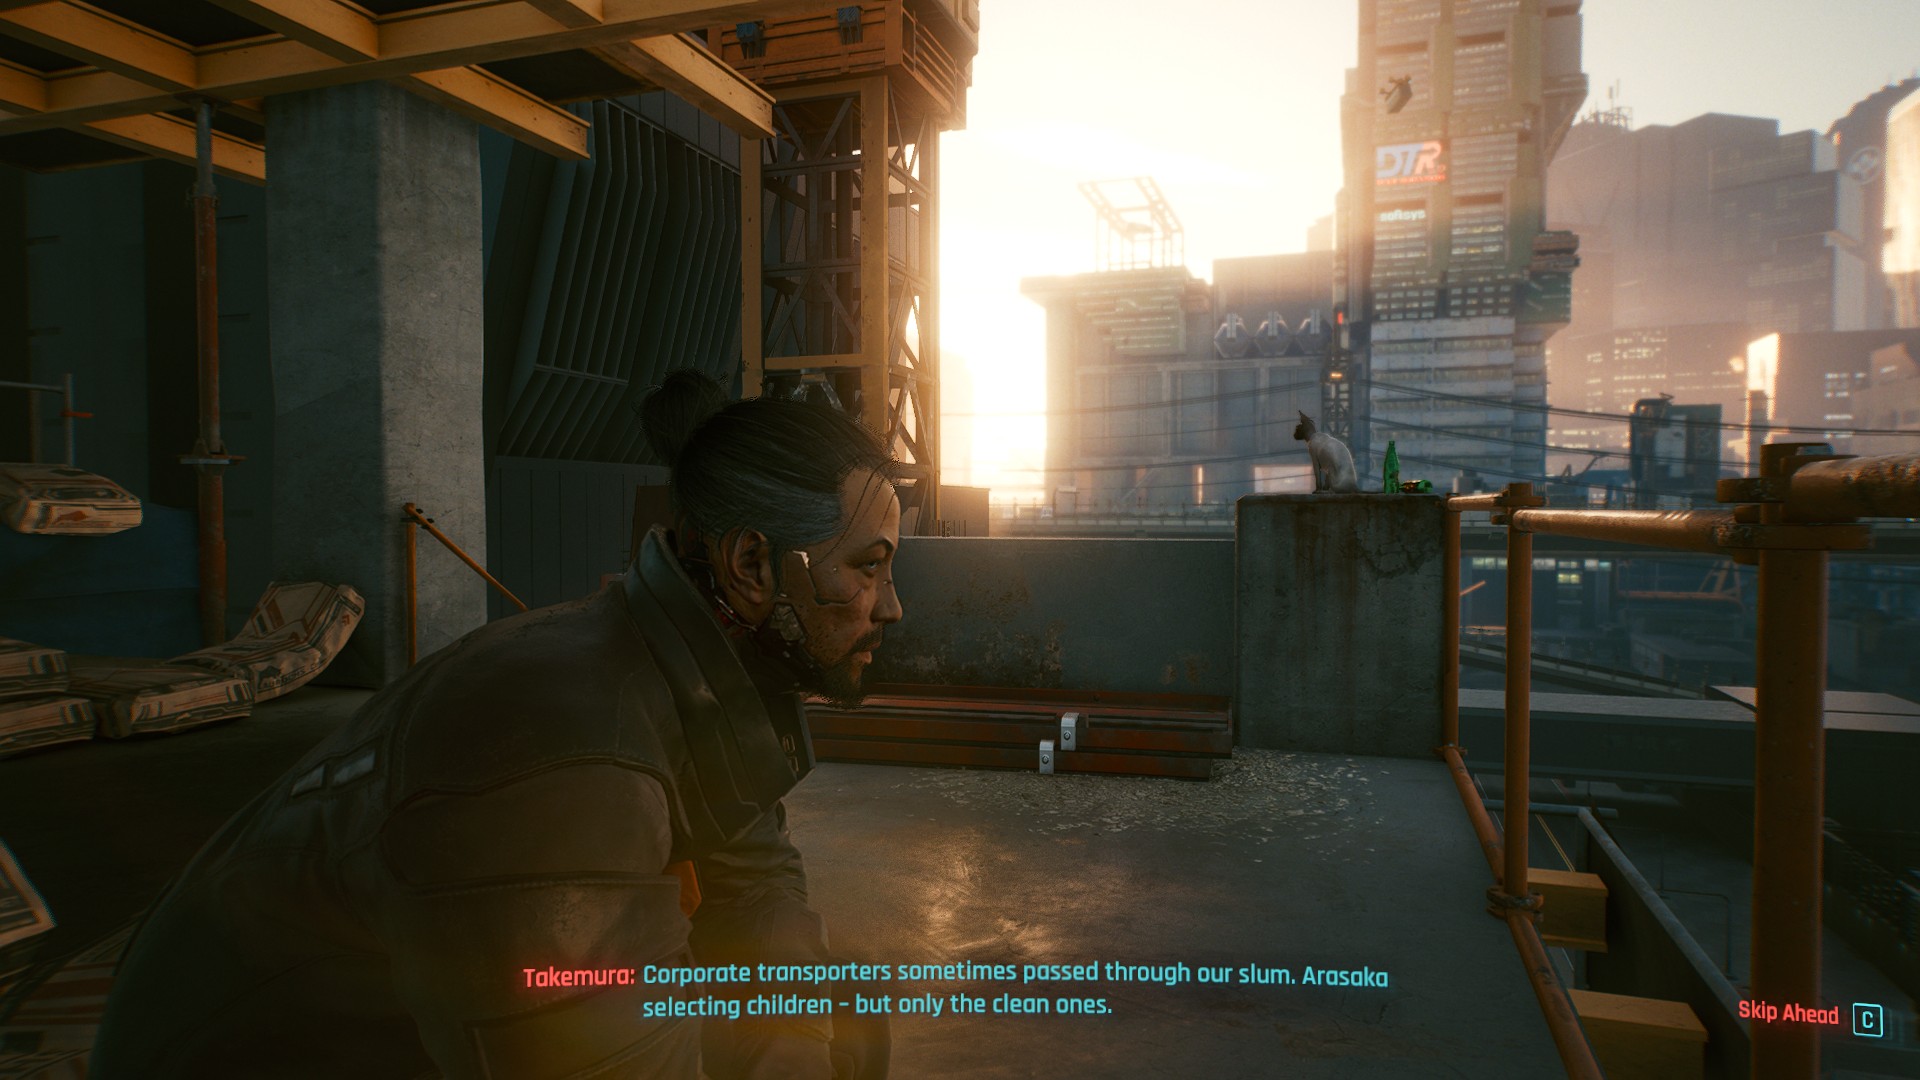 DTR
softsys
Takemura: Corporate transporters sometimes passed through our slum. Arasaka
selecting children – but only the clean ones.
Skip Ahead C